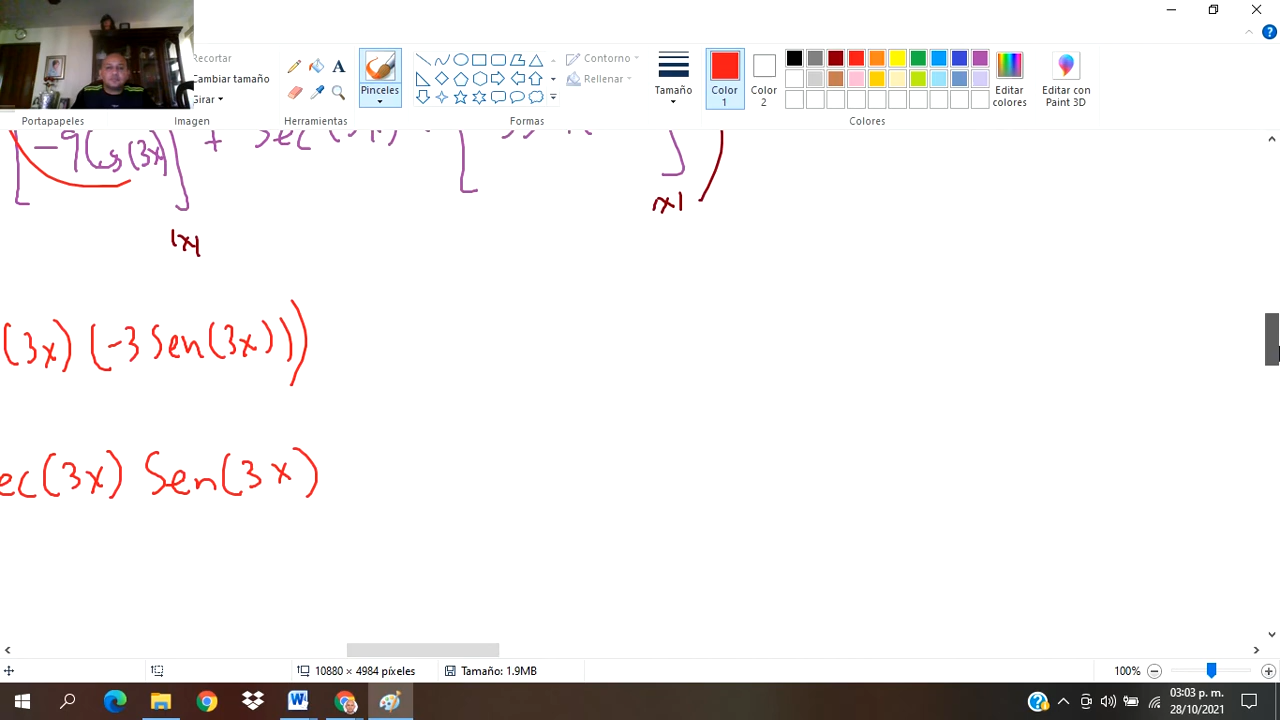 Recortar
Cambiar tamaño
Girar
Portapapeles
Imagen
Pinceles
Herramientas
Contorno
Rellenar
Formas
Tamaño
Color 1
Color 2
Editar colores
Editar con Paint 3D
Colores
-9Cos(3x) + Sec
1x1
1x1
(3x) (-3 Sen(3x)))
ec(3x) Sen(3x)
10880 × 4984 píxeles
Tamaño: 1.9MB
100%
03:03 p. m.
28/10/2021